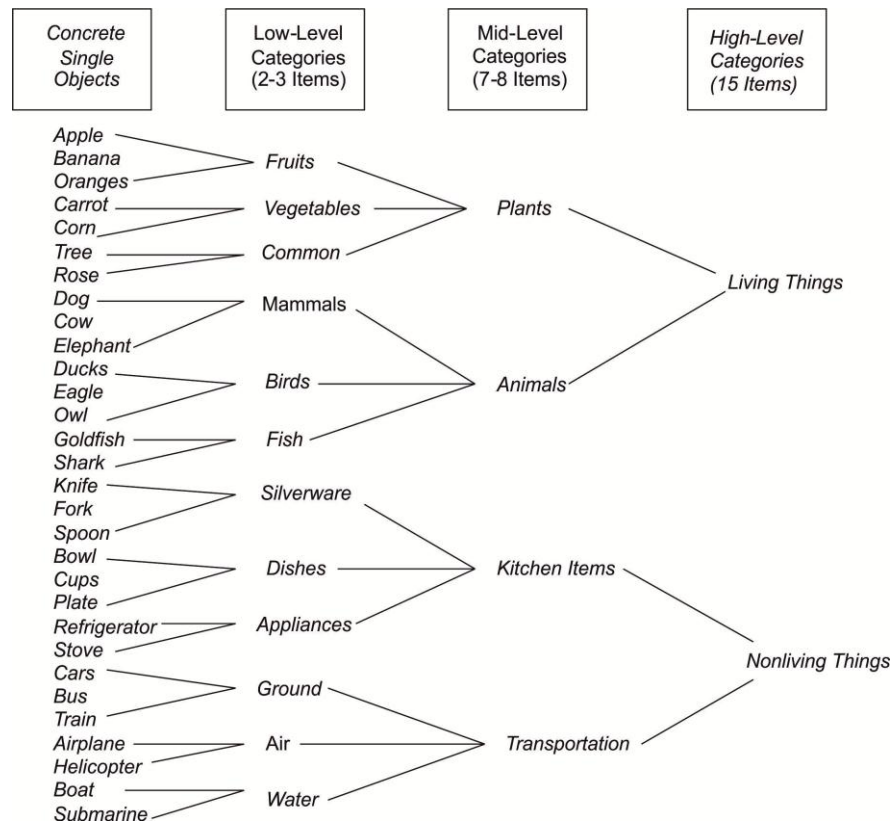 Concrete
Single
Objects
Low-Level
Categories
(2-3 Items)
Mid-Level
Categories
(7-8 Items)
High-Level
Categories
(15 Items)
Apple
Banana
Oranges
Carrot
Corn
Tree
Rose
Dog
Cow
Elephant
Ducks
Eagle
Owl
Goldfish
Shark
Knife
Fork
Spoon
Bowl
Cups
Plate
Refrigerator
Stove
Cars
Bus
Train
Airplane
Helicopter
Boat
Submarine
Fruits
Vegetables
Common
Mammals
Birds
Fish
Silverware
Dishes
Appliances
Ground
Air
Water
Plants
Animals
Kitchen Items
Transportation
Living Things
Nonliving Things